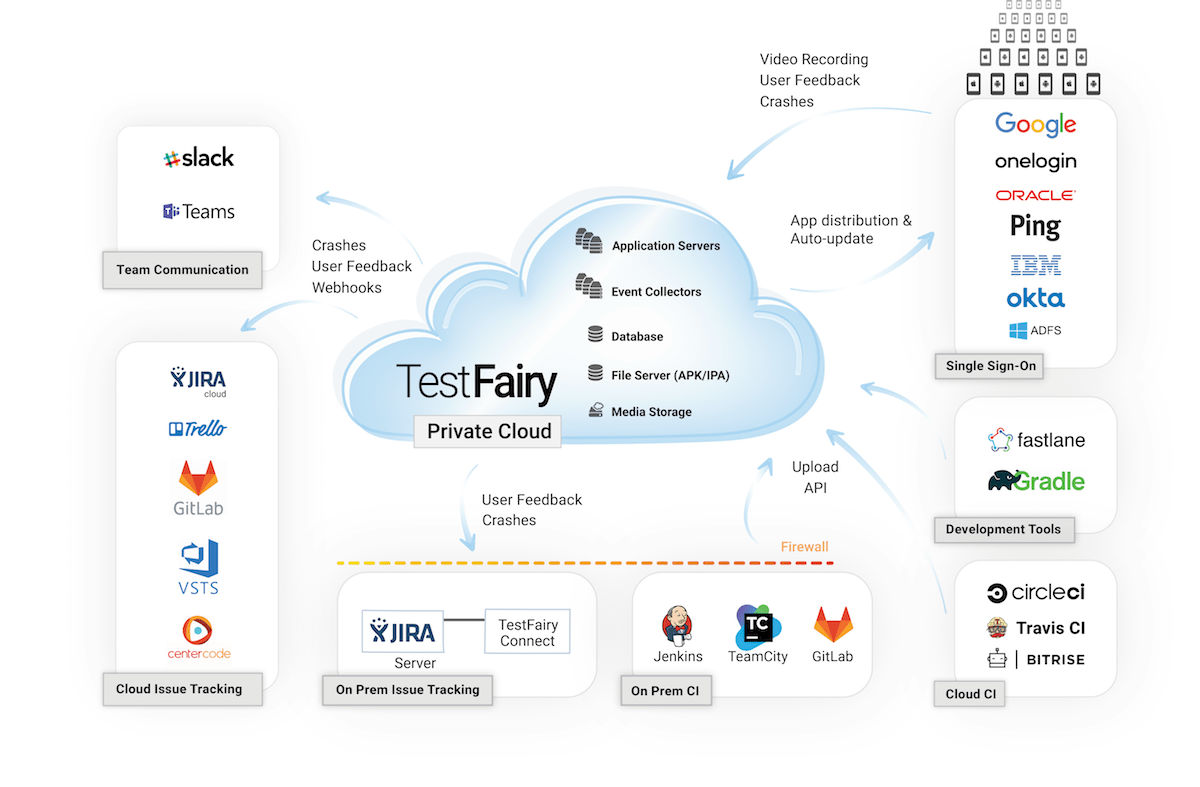 Video Recording
User Feedback
Crashes
Google
onelogin
ORACLE
Ping
IBM
okta
ADFS
Single Sign-On
slack
Teams
Team Communication
Crashes
User Feedback
Webhooks
App distribution &
Auto-update
Application Servers
Event Collectors
Database
File Server (APK/IPA)
Media Storage
TestFairy
Private Cloud
JIRA
cloud
Trello
GitLab
VSTS
centercode
Cloud Issue Tracking
User Feedback
Crashes
Upload
API
Firewall
JIRA
Server
TestFairy
Connect
On Prem Issue Tracking
Jenkins
TC
TeamCity
GitLab
On Prem CI
fastlane
Gradle
Development Tools
circleci
Travis CI
BITRISE
Cloud CI